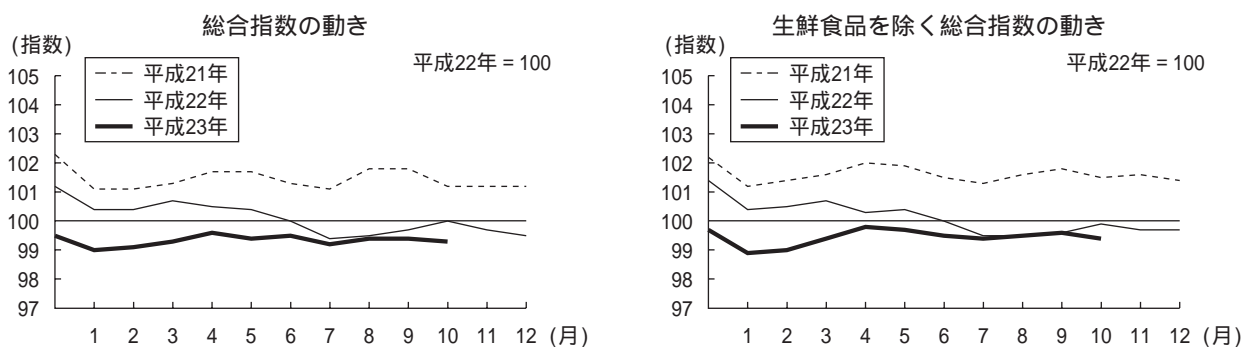 総合指数の動き
(指数)
平成22年＝100
105
104
103
102
101
100
99
98
97
平成21年
平成22年
平成23年
1 2 3 4 5 6 7 8 9 10 11 12 (月)
生鮮食品を除く総合指数の動き
(指数)
平成22年＝100
105
104
103
102
101
100
99
98
97
平成21年
平成22年
平成23年
1 2 3 4 5 6 7 8 9 10 11 12 (月)